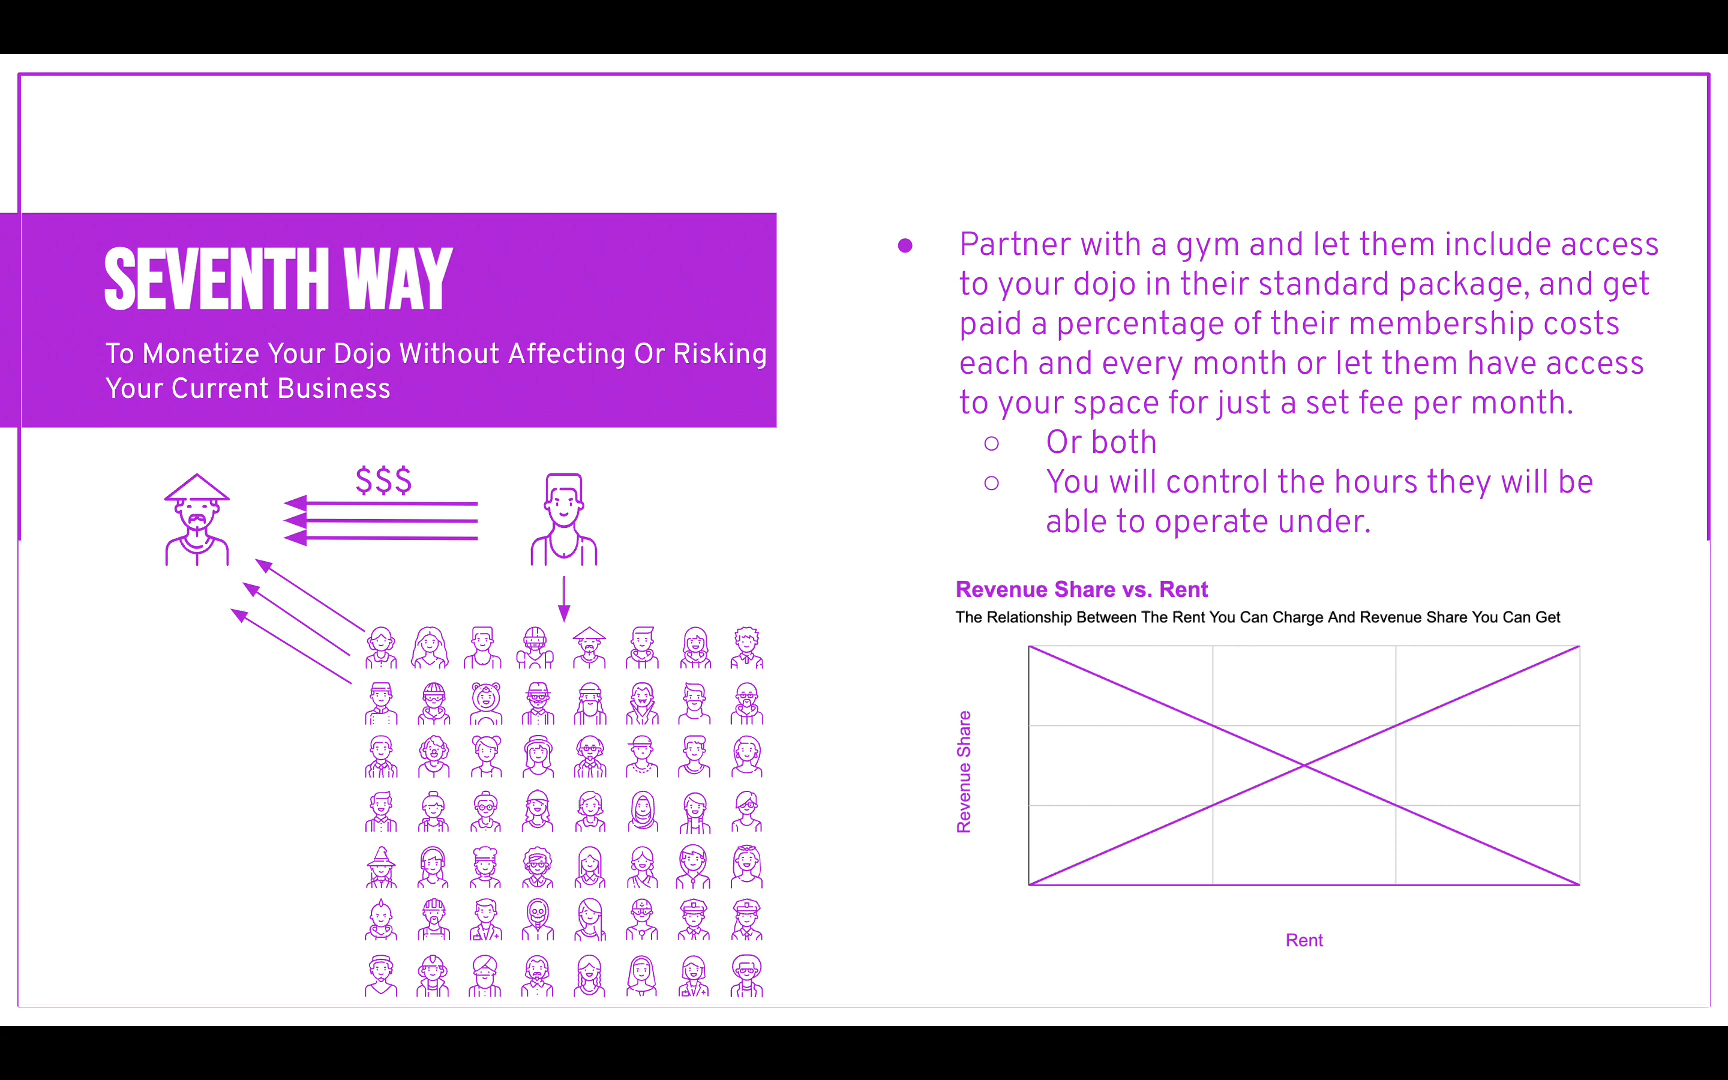 SEVENTH WAY
To Monetize Your Dojo Without Affecting Or Risking
Your Current Business
$$$
● Partner with a gym and let them include access
to your dojo in their standard package, and get
paid a percentage of their membership costs
each and every month or let them have access
to your space for just a set fee per month.
○ Or both
○ You will control the hours they will be
able to operate under.
Revenue Share vs. Rent
The Relationship Between The Rent You Can Charge And Revenue Share You Can Get
Revenue Share
Rent